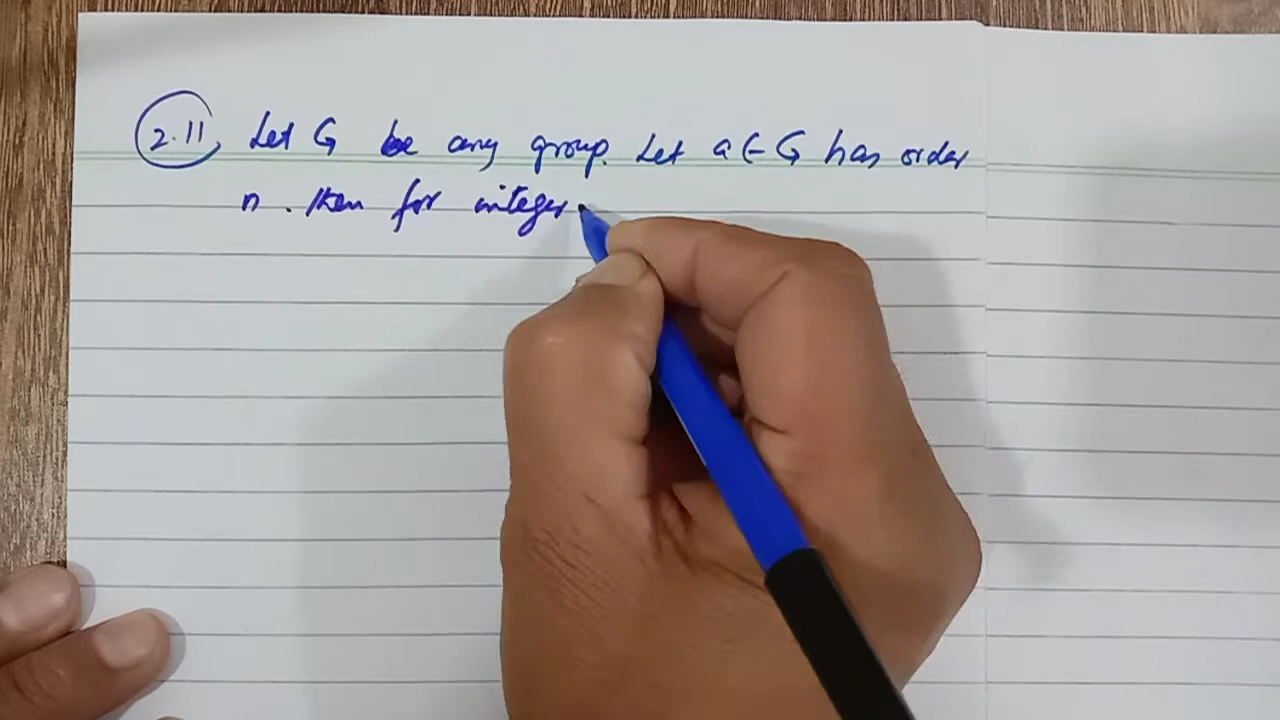 2.11 Let G be any group. Let a ∈ G has order
n. then for integer